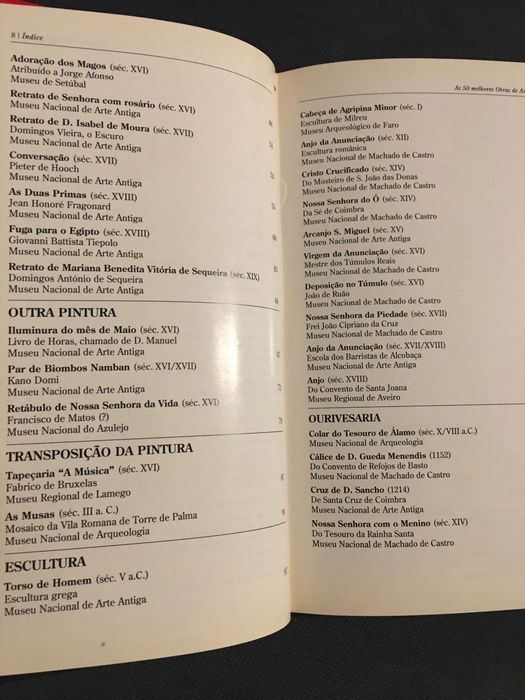 8 | Índice
Adoração dos Magos (séc. XVI)
Atribuído a Jorge Afonso
Museu de Setúbal
Retrato de Senhora com rosário (séc. XVI)
Museu Nacional de Arte Antiga
Retrato de D. Isabel de Moura (séc. XVII)
Domingos Vieira, o Escuro
Museu Nacional de Arte Antiga
Conversação (séc. XVII)
Pieter de Hooch
Museu Nacional de Arte Antiga
As Duas Primas (séc. XVIII)
Jean Honoré Fragonard
Museu Nacional de Arte Antiga
Fuga para o Egipto (séc. XVIII)
Giovanni Battista Tiepolo
Museu Nacional de Arte Antiga
Retrato de Mariana Benedita Vitória de Sequeira (séc. XIX)
Domingos António de Sequeira
Museu Nacional de Arte Antiga
OUTRA PINTURA
Iluminura do mês de Maio (séc. XVI)
Livro de Horas, chamado de D. Manuel
Museu Nacional de Arte Antiga
Par de Biombos Namban (séc. XVI/XVII)
Kano Domi
Museu Nacional de Arte Antiga
Retábulo de Nossa Senhora da Vida (séc. XVI)
Francisco de Matos (?)
Museu Nacional do Azulejo
TRANSPOSIÇÃO DA PINTURA
Tapeçaria “A Música” (séc. XVI)
Fabrico de Bruxelas
Museu Regional de Lamego
As Musas (séc. III a. C.)
Mosaico da Vila Romana de Torre de Palma
Museu Nacional de Arqueologia
ESCULTURA
Torso de Homem (séc. V a.C.)
Escultura grega
Museu Nacional de Arte Antiga
As 50 melhores Obras de
Cabeça de Agripina Minor (séc. I)
Escultura de Milreu
Museu Arqueológico de Faro
Anjo da Anunciação (séc. XII)
Escultura românica
Museu Nacional de Machado de Castro
Cristo Crucificado (séc. XIV)
Do Mosteiro de S. João das Donas
Museu Nacional de Machado de Castro
Nossa Senhora do Ó (séc. XIV)
Da Sé de Coimbra
Museu Nacional de Machado de Castro
Arcanjo S. Miguel (séc. XV)
Museu Nacional de Arte Antiga
Virgem da Anunciação (séc. XVI)
Mestre dos Túmulos Reais
Museu Nacional de Machado de Castro
Deposição no Túmulo (séc. XVI)
João de Ruão
Museu Nacional de Machado de Castro
Nossa Senhora da Piedade (séc. XVII)
Frei João Cipriano da Cruz
Museu Nacional de Machado de Castro
Anjo da Anunciação (séc. XVII/XVIII)
Escola dos Barristas de Alcobaça
Museu Nacional de Arte Antiga
Anjo (séc. XVIII)
Do Convento de Santa Joana
Museu Regional de Aveiro
OURIVESARIA
Colar do Tesouro de Álamo (séc. X/VIII a.C.)
Museu Nacional de Arqueologia
Cálice de D. Gueda Menendis (1152)
Do Convento de Refojos de Basto
Museu Nacional de Machado de Castro
Cruz de D. Sancho (1214)
De Santa Cruz de Coimbra
Museu Nacional de Arte Antiga
Nossa Senhora com o Menino (séc. XIV)
Do Tesouro da Rainha Santa
Museu Nacional de Machado de Castro